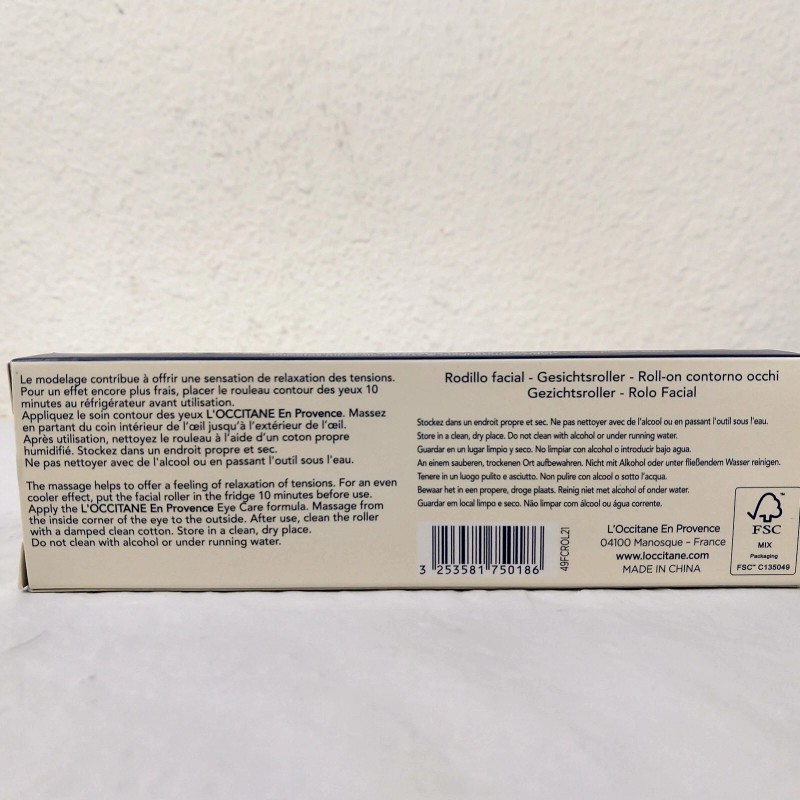 Le modelage contribue à offrir une sensation de relaxation des tensions.
Pour un effet encore plus frais, placer le rouleau contour des yeux 10
minutes au réfrigérateur avant utilisation.
Appliquez le soin contour des yeux L'OCCITANE En Provence. Massez
en partant du coin intérieur de l'œil jusqu'à l'extérieur de l'œil.
Après utilisation, nettoyez le rouleau à l'aide d'un coton propre
humidifié. Stockez dans un endroit propre et sec.
Ne pas nettoyer avec de l'alcool ou en passant l'outil sous l'eau.
The massage helps to offer a feeling of relaxation of tensions. For an even
cooler effect, put the facial roller in the fridge 10 minutes before use.
Apply the L'OCCITANE En Provence Eye Care formula. Massage from
the inside corner of the eye to the outside. After use, clean the roller
with a damped clean cotton. Store in a clean, dry place.
Do not clean with alcohol or under running water.
Rodillo facial - Gesichtsroller - Roll-on contorno occhi
Gezichtsroller - Rolo Facial
Stockez dans un endroit propre et sec. Ne pas nettoyer avec de l'alcool ou en passant l'outil sous l'eau.
Store in a clean, dry place. Do not clean with alcohol or under running water.
Guardar en un lugar limpio y seco. No limpiar con alcohol o introducir bajo agua.
An einem sauberen, trockenen Ort aufbewahren. Nicht mit Alkohol oder unter fließendem Wasser reinigen.
Tenere in un luogo pulito e asciutto. Non pulire con alcool o sotto l'acqua.
Bewaar het in een propere, droge plaats. Reinig niet met alcohol of onder water.
Guardar em local limpo e seco. Não limpar com álcool ou água corrente.
3 253581 750186
49FCROL21
L'Occitane En Provence
04100 Manosque - France
www.loccitane.com
MADE IN CHINA
FSC
MIX
Packaging
FSC™ C135049